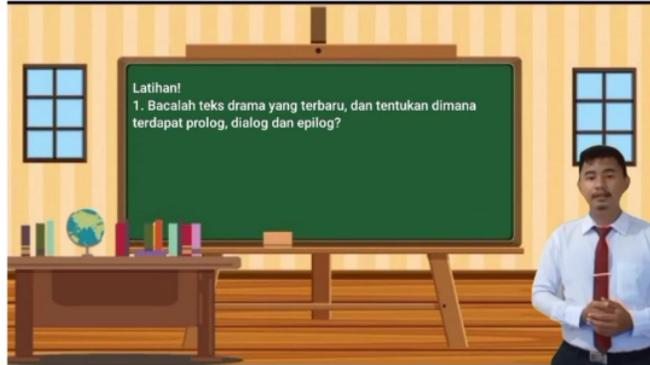 Latihan!
1. Bacalah teks drama yang terbaru, dan tentukan dimana
terdapat prolog, dialog dan epilog?